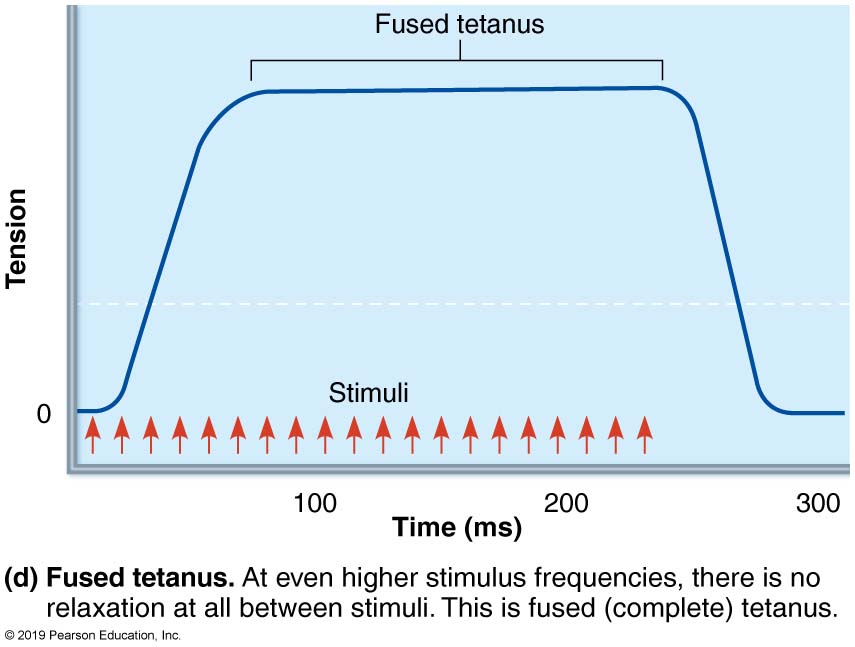 Fused tetanus
Tension
Stimuli
0
100 200 300
Time (ms)
(d) Fused tetanus. At even higher stimulus frequencies, there is no
relaxation at all between stimuli. This is fused (complete) tetanus.
© 2019 Pearson Education, Inc.